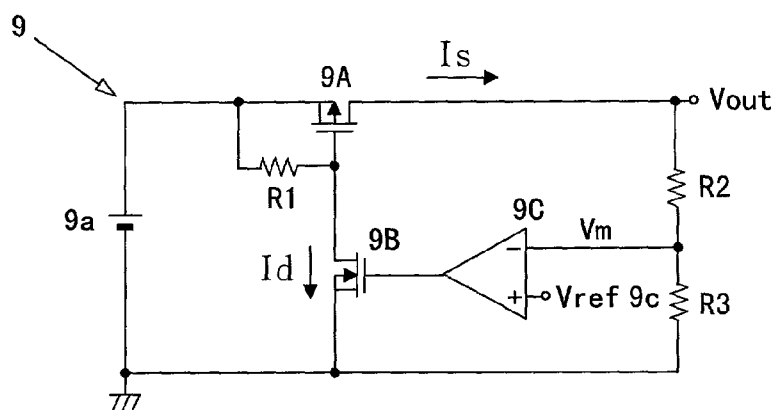 9
Is
9A
Vout
R1
R2
9a
9C
9B
Vm
−
Id
+
Vref 9c
R3